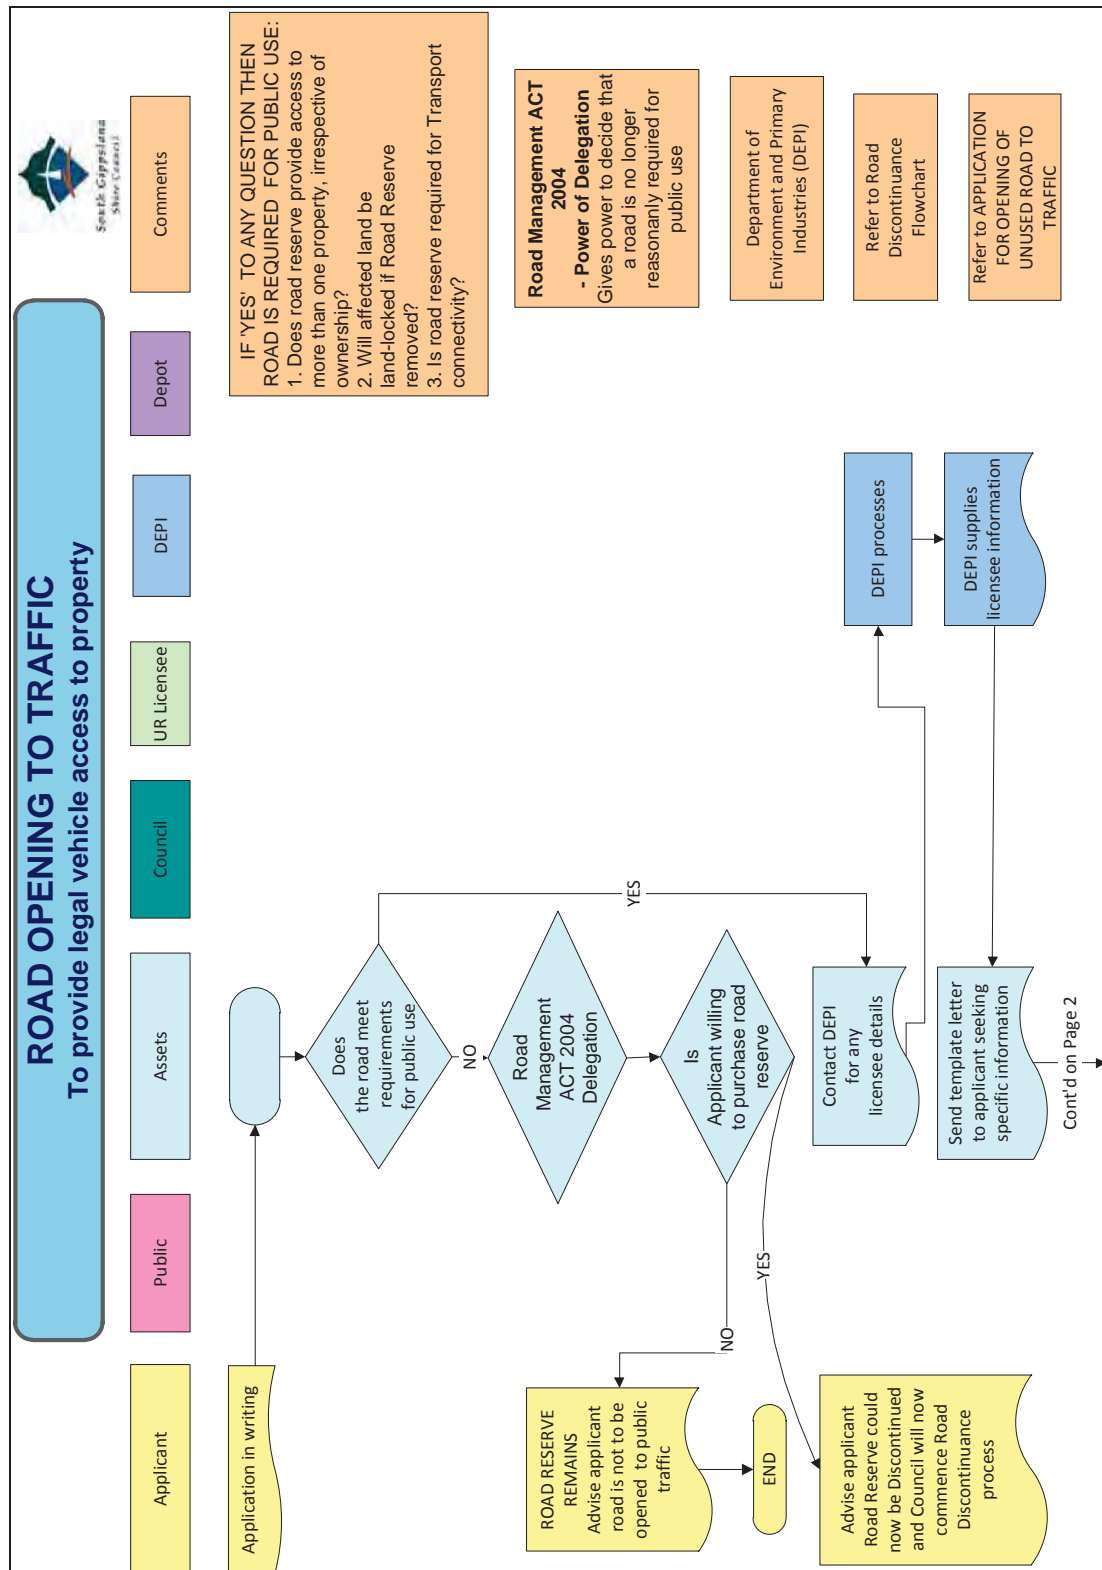 ROAD OPENING TO TRAFFIC
To provide legal vehicle access to property
South Gippsland
Shire Council
Applicant
Public
Assets
Council
UR Licensee
DEPI
Depot
Comments
Application in writing
IF 'YES' TO ANY QUESTION THEN
ROAD IS REQUIRED FOR PUBLIC USE:
1. Does road reserve provide access to
more than one property, irrespective of
ownership?
2. Will affected land be
land-locked if Road Reserve
removed?
3. Is road reserve required for Transport
connectivity?
Does
the road meet
requirements
for public use
NO
YES
Road
Management
ACT 2004
Delegation
Road Management ACT
2004
- Power of Delegation
Gives power to decide that
a road is no longer
reasonanly required for
public use
Is
Applicant willing
to purchase road
reserve
NO
YES
ROAD RESERVE
REMAINS
Advise applicant
road is not to be
opened to public
traffic
END
Department of
Environment and Primary
Industries (DEPI)
Advise applicant
Road Reserve could
now be Discontinued
and Council will now
commence Road
Discontinuance
process
Contact DEPI
for any
licensee details
DEPI processes
Refer to Road
Discontinuance
Flowchart
Send template letter
to applicant seeking
specific information
DEPI supplies
licensee information
Refer to APPLICATION
FOR OPENING OF
UNUSED ROAD TO
TRAFFIC
Cont'd on Page 2